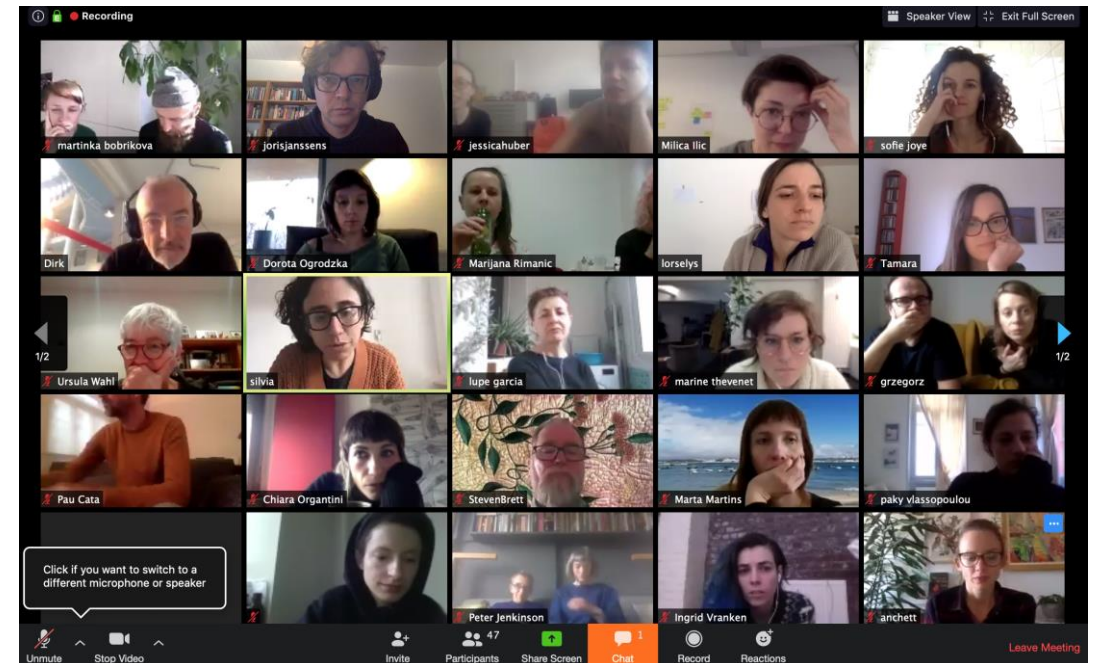 Recording
Speaker View
Exit Full Screen
martinka bobrikova
jorisjanssens
jessicahuber
Milica Ilic
sofie joye
Dirk
Dorota Ogrodzka
Marijana Rimanic
lorselys
Tamara
1/2
1/2
Ursula Wahl
silvia
lupe garcia
marine thevenet
grzegorz
Pau Cata
Chiara Organtini
StevenBrett
Marta Martins
paky vlassopoulou
Click if you want to switch to a
different microphone or speaker
Peter Jenkinson
Ingrid Vranken
anchett
47
1
Unmute
Stop Video
Invite
Participants
Share Screen
Chat
Record
Reactions
Leave Meeting